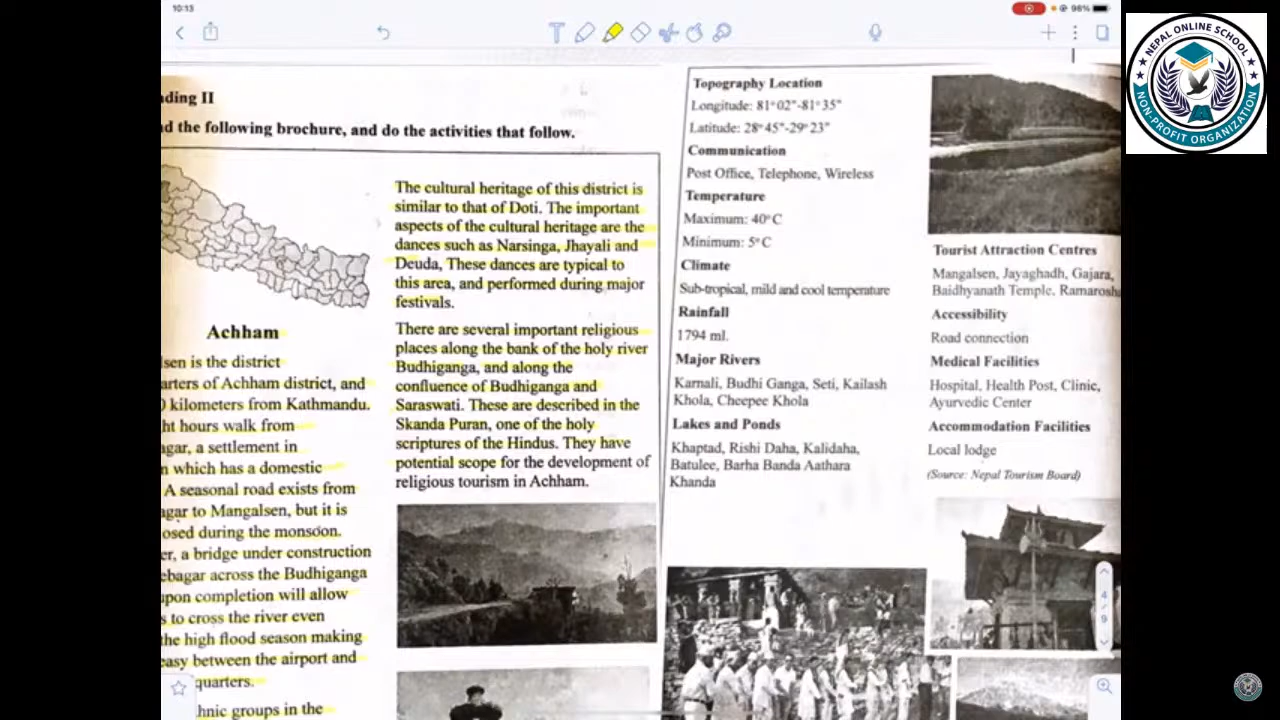 10:13
98%
NEPAL ONLINE SCHOOL
NON-PROFIT ORGANIZATION
ding II
d the following brochure, and do the activities that follow.
Achham
sen is the district
arters of Achham district, and
0 kilometers from Kathmandu.
ht hours walk from
agar, a settlement in
n which has a domestic
A seasonal road exists from
agar to Mangalsen, but it is
osed during the monsoon.
er, a bridge under construction
ebagar across the Budhiganga
upon completion will allow
s to cross the river even
the high flood season making
easy between the airport and
quarters.
hnic groups in the
The cultural heritage of this district is
similar to that of Doti. The important
aspects of the cultural heritage are the
dances such as Narsinga, Jhayali and
Deuda, These dances are typical to
this area, and performed during major
festivals.
There are several important religious
places along the bank of the holy river
Budhiganga, and along the
confluence of Budhiganga and
Saraswati. These are described in the
Skanda Puran, one of the holy
scriptures of the Hindus. They have
potential scope for the development of
religious tourism in Achham.
Topography Location
Longitude: 81°02"-81°35"
Latitude: 28°45"-29°23"
Communication
Post Office, Telephone, Wireless
Temperature
Maximum: 40°C
Minimum: 5°C
Climate
Sub-tropical, mild and cool temperature
Rainfall
1794 ml.
Major Rivers
Karnali, Budhi Ganga, Seti, Kailash
Khola, Cheepee Khola
Lakes and Ponds
Khaptad, Rishi Daha, Kalidaha,
Batulee, Barha Banda Aathara
Khanda
Tourist Attraction Centres
Mangalsen, Jayaghadh, Gajara,
Baidhyanath Temple, Ramarosh
Accessibility
Road connection
Medical Facilities
Hospital, Health Post, Clinic,
Ayurvedic Center
Accommodation Facilities
Local lodge
(Source: Nepal Tourism Board)
4/9